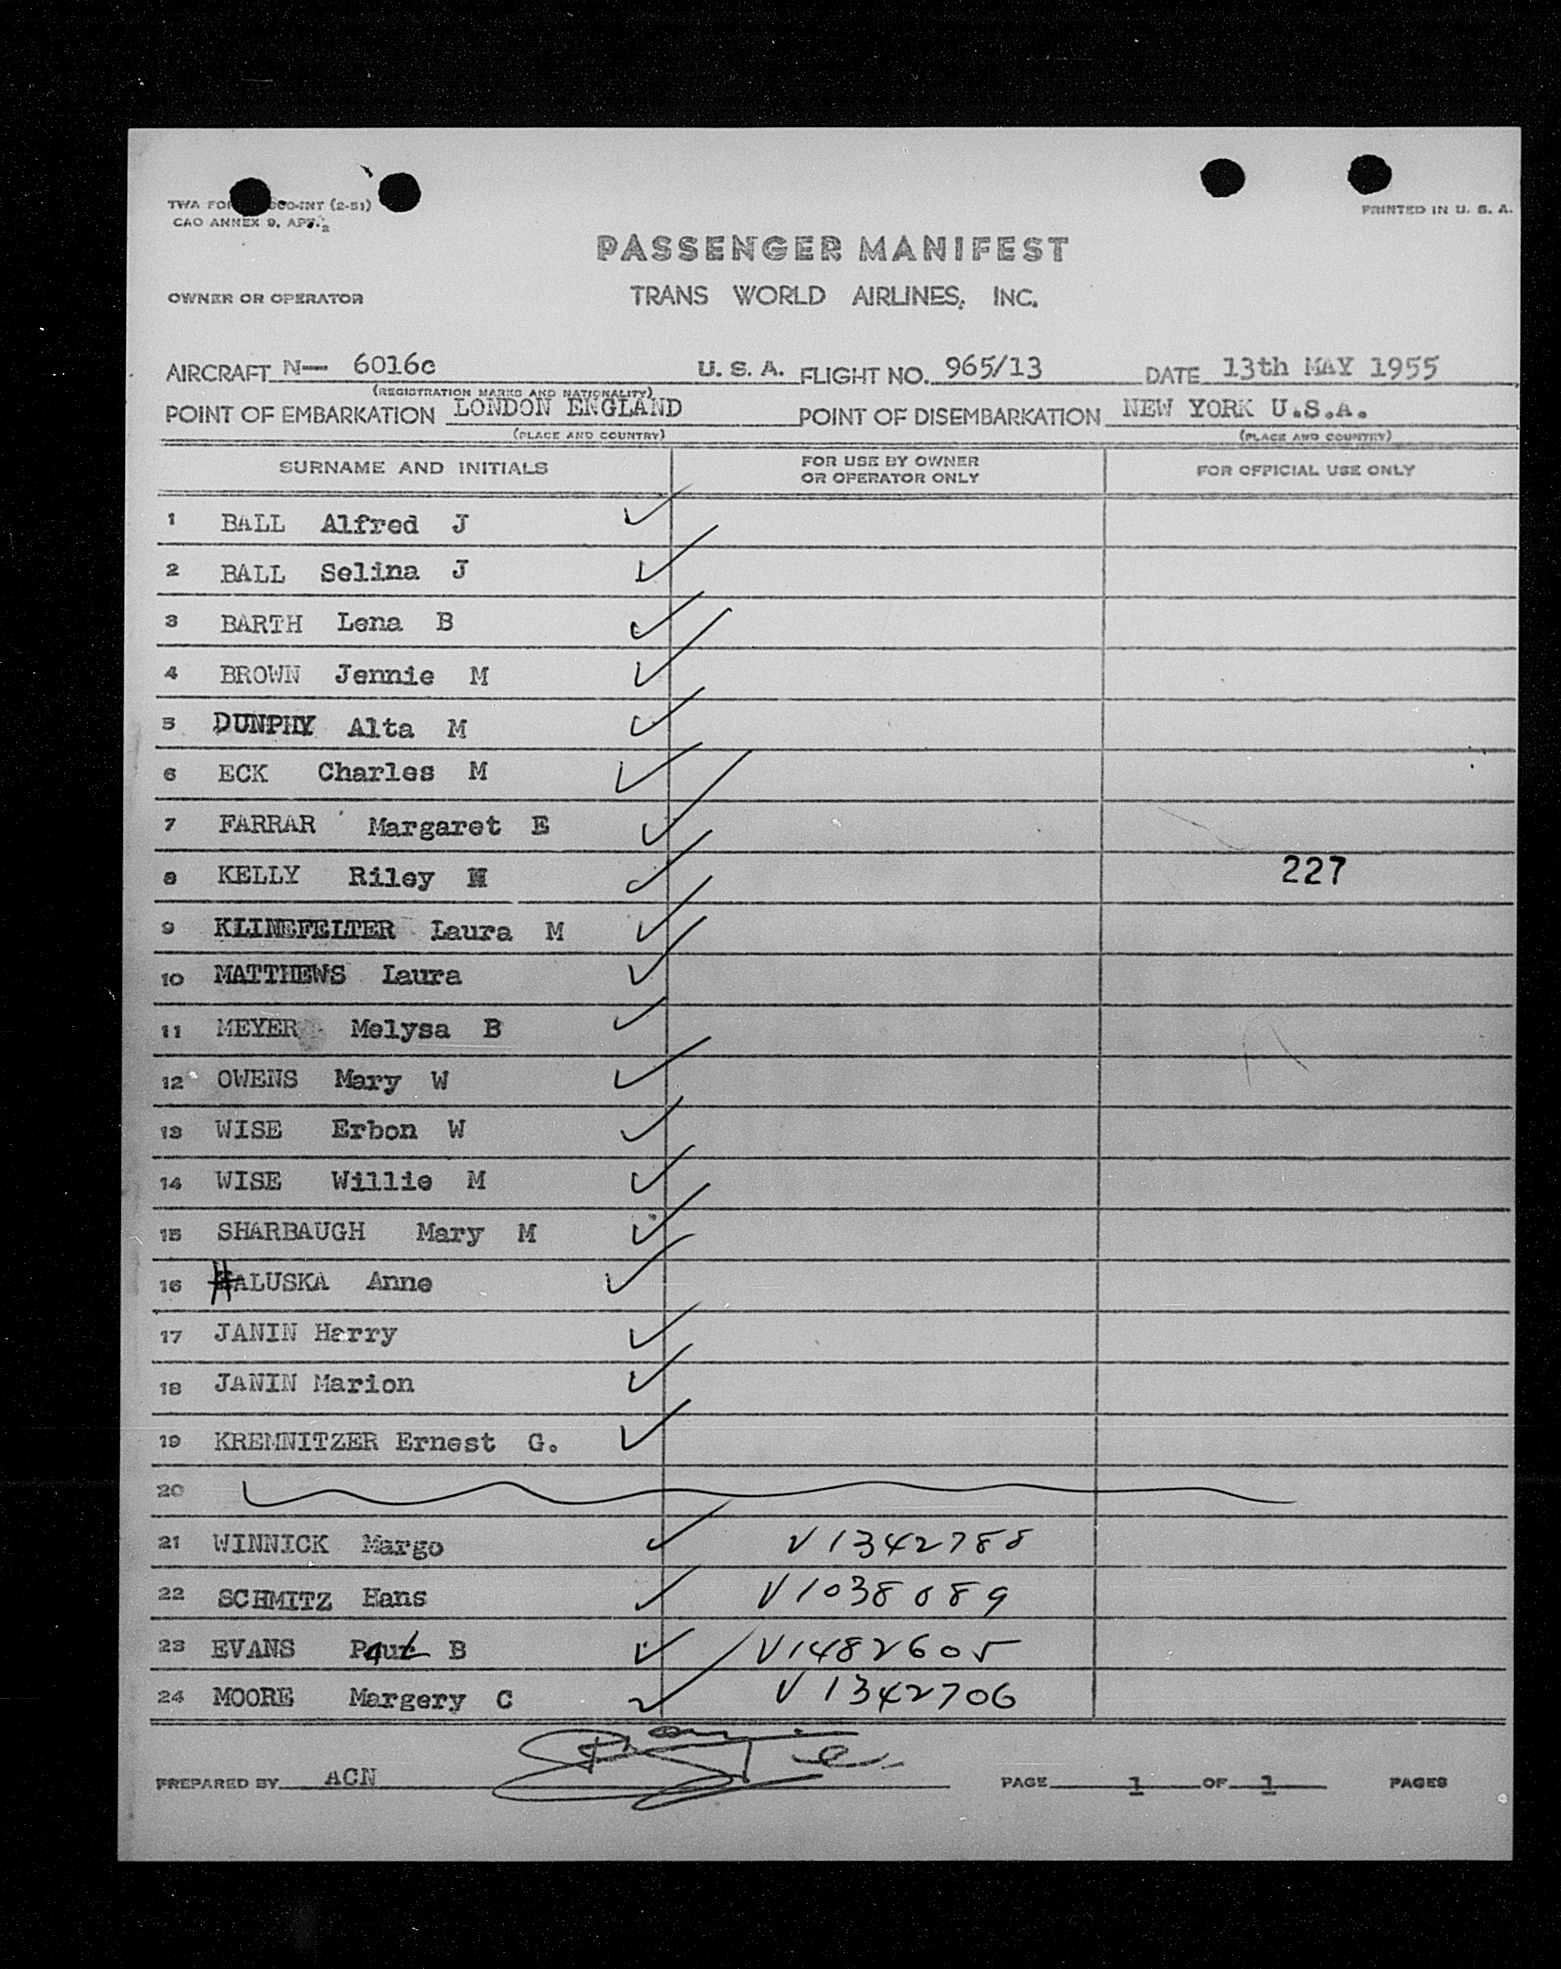 TWA FOR 000-INT (2-51)
CAO ANNEX 9, APP. 2
PRINTED IN U. S. A.
PASSENGER MANIFEST
OWNER OR OPERATOR TRANS WORLD AIRLINES, INC.
AIRCRAFT N— 6016c U. S. A. FLIGHT NO. 965/13 DATE 13th MAY 1955
(REGISTRATION MARKS AND NATIONALITY)
POINT OF EMBARKATION LONDON ENGLAND POINT OF DISEMBARKATION NEW YORK U.S.A.
(PLACE AND COUNTRY) (PLACE AND COUNTRY)
SURNAME AND INITIALS FOR USE BY OWNER OR OPERATOR ONLY FOR OFFICIAL USE ONLY
1 BALL Alfred J
2 BALL Selina J
3 BARTH Lena B
4 BROWN Jennie M
5 DUNPHY Alta M
6 ECK Charles M
7 FARRAR Margaret E
8 KELLY Riley 227
9 KLINEFELTER Laura M
10 MATTHEWS Laura
11 MEYER Melysa B
12 OWENS Mary W
13 WISE Erbon W
14 WISE Willie M
15 SHARBAUGH Mary M
16 HALUSKA Anne
17 JANIN Harry
18 JANIN Marion
19 KREMNITZER Ernest G.
20
21 WINNICK Margo V1342788
22 SCHMITZ Hans V1038089
23 EVANS Paul B V1482605
24 MOORE Margery C V1342706
PREPARED BY ACN PAGE 1 OF 1 PAGES